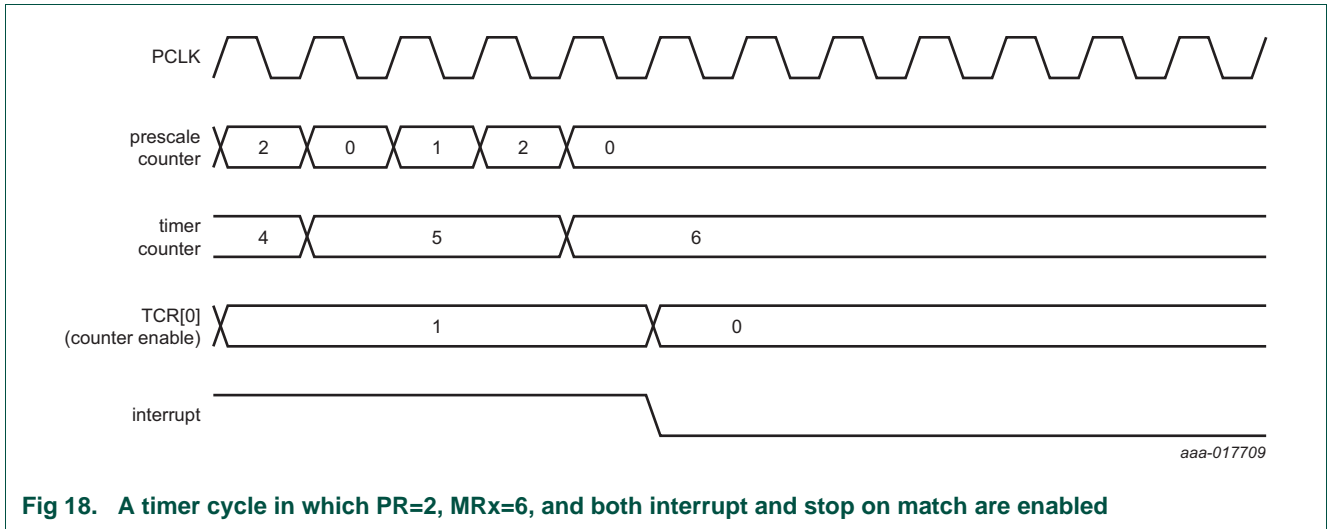 PCLK
prescale
counter
2 0 1 2 0
timer
counter
4 5 6
TCR[0]
(counter enable)
1 0
interrupt
aaa-017709
Fig 18. A timer cycle in which PR=2, MRx=6, and both interrupt and stop on match are enabled